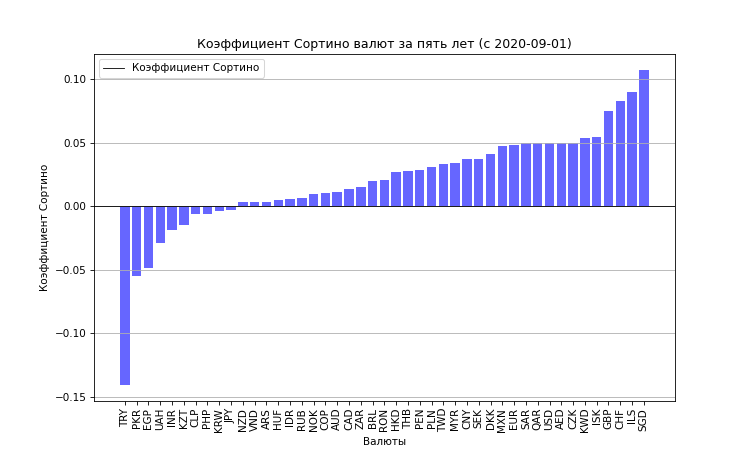 Коэффициент Сортино валют за пять лет (с 2020-09-01)
Коэффициент Сортино
0.10
0.05
0.00
−0.05
−0.10
−0.15
Коэффициент Сортино
TRY PKR EGP UAH INR KZT CLP PHP KRW JPY NZD VND ARS HUF IDR RUB NOK COP AUD CAD ZAR BRL RON HKD THB PEN PLN TWD MYR CNY SEK DKK MXN EUR SAR QAR USD AED CZK KWD ISK GBP CHF ILS SGD
Валюты